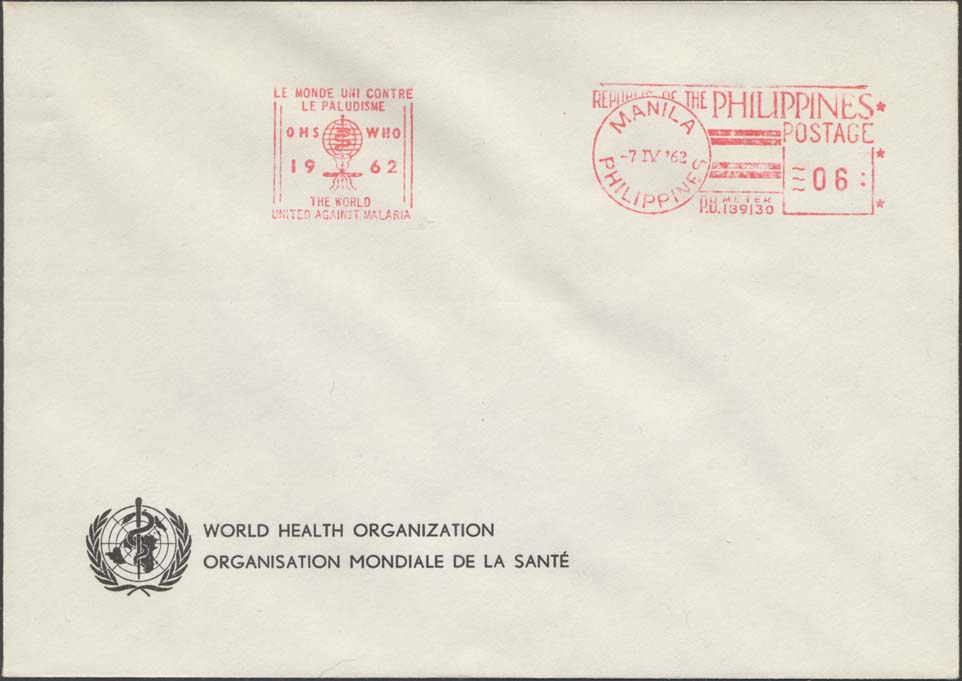 LE MONDE UNI CONTRE
LE PALUDISME
OMS WHO
19 62
THE WORLD
UNITED AGAINST MALARIA
REPUBLIC OF THE PHILIPPINES
POSTAGE
MANILA
-7 IV '62
PHILIPPINES
06
METER
P.B. 139130
WORLD HEALTH ORGANIZATION
ORGANISATION MONDIALE DE LA SANTÉ